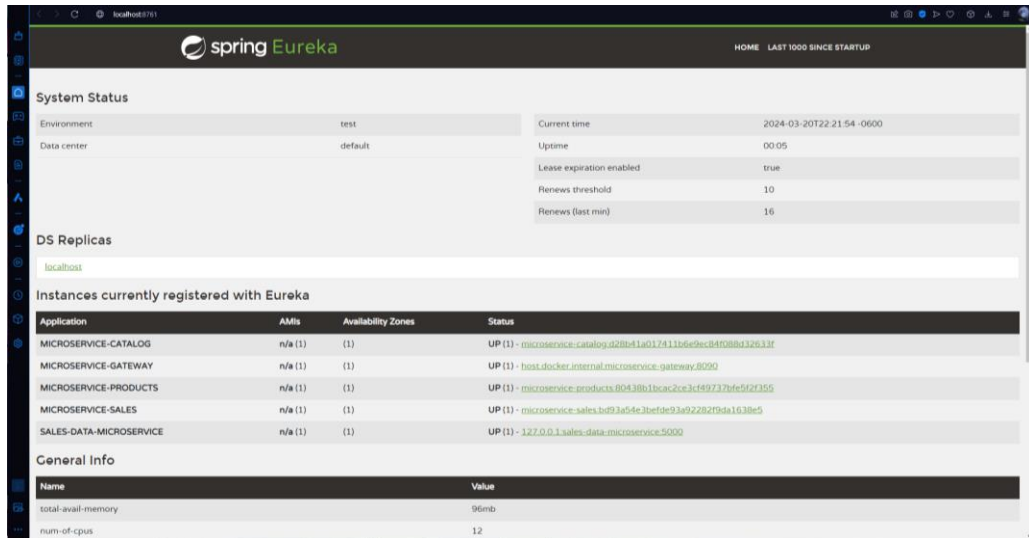 localhost:8761
spring Eureka
HOME LAST 1000 SINCE STARTUP
System Status
Environment test
Data center default
Current time 2024-03-20T22:21:54 -0600
Uptime 00:05
Lease expiration enabled true
Renews threshold 10
Renews (last min) 16
DS Replicas
localhost
Instances currently registered with Eureka
Application AMIs Availability Zones Status
MICROSERVICE-CATALOG n/a (1) (1) UP (1) - microservice-catalog:d28b41a017411b6e9ec84f088d32633f
MICROSERVICE-GATEWAY n/a (1) (1) UP (1) - host.docker.internal:microservice-gateway:8090
MICROSERVICE-PRODUCTS n/a (1) (1) UP (1) - microservice-products:80438b1bcac2ce3cf49737bfe5f2f355
MICROSERVICE-SALES n/a (1) (1) UP (1) - microservice-sales:bd93a54e3befde93a92282f9da1638e5
SALES-DATA-MICROSERVICE n/a (1) (1) UP (1) - 127.0.0.1:sales-data-microservice:5000
General Info
Name Value
total-avail-memory 96mb
num-of-cpus 12